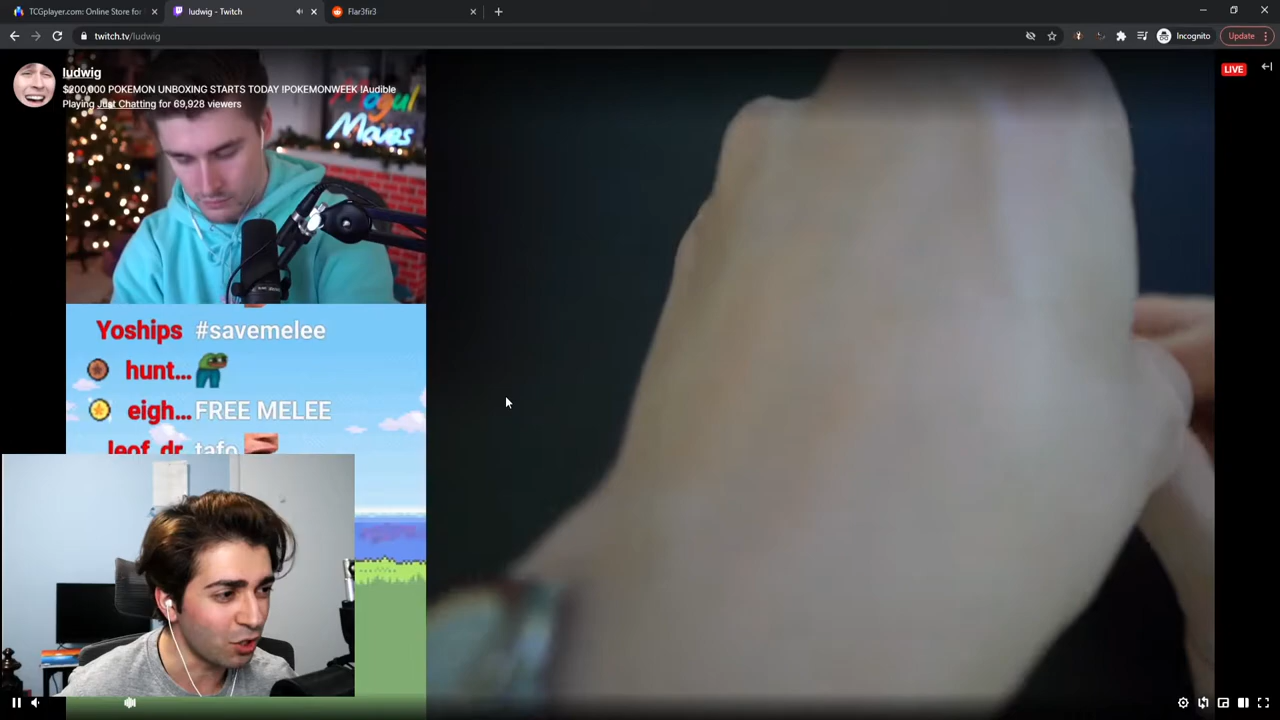 TCGplayer.com: Online Store for
ludwig - Twitch
Flar3fir3
twitch.tv/ludwig
Incognito
Update
ludwig
$200,000 POKEMON UNBOXING STARTS TODAY !POKEMONWEEK !Audible
Playing Just Chatting for 69,928 viewers
LIVE
Mogul
Moves
Yoships #savemelee
hunt...
eigh... FREE MELEE
leof_dr tafo